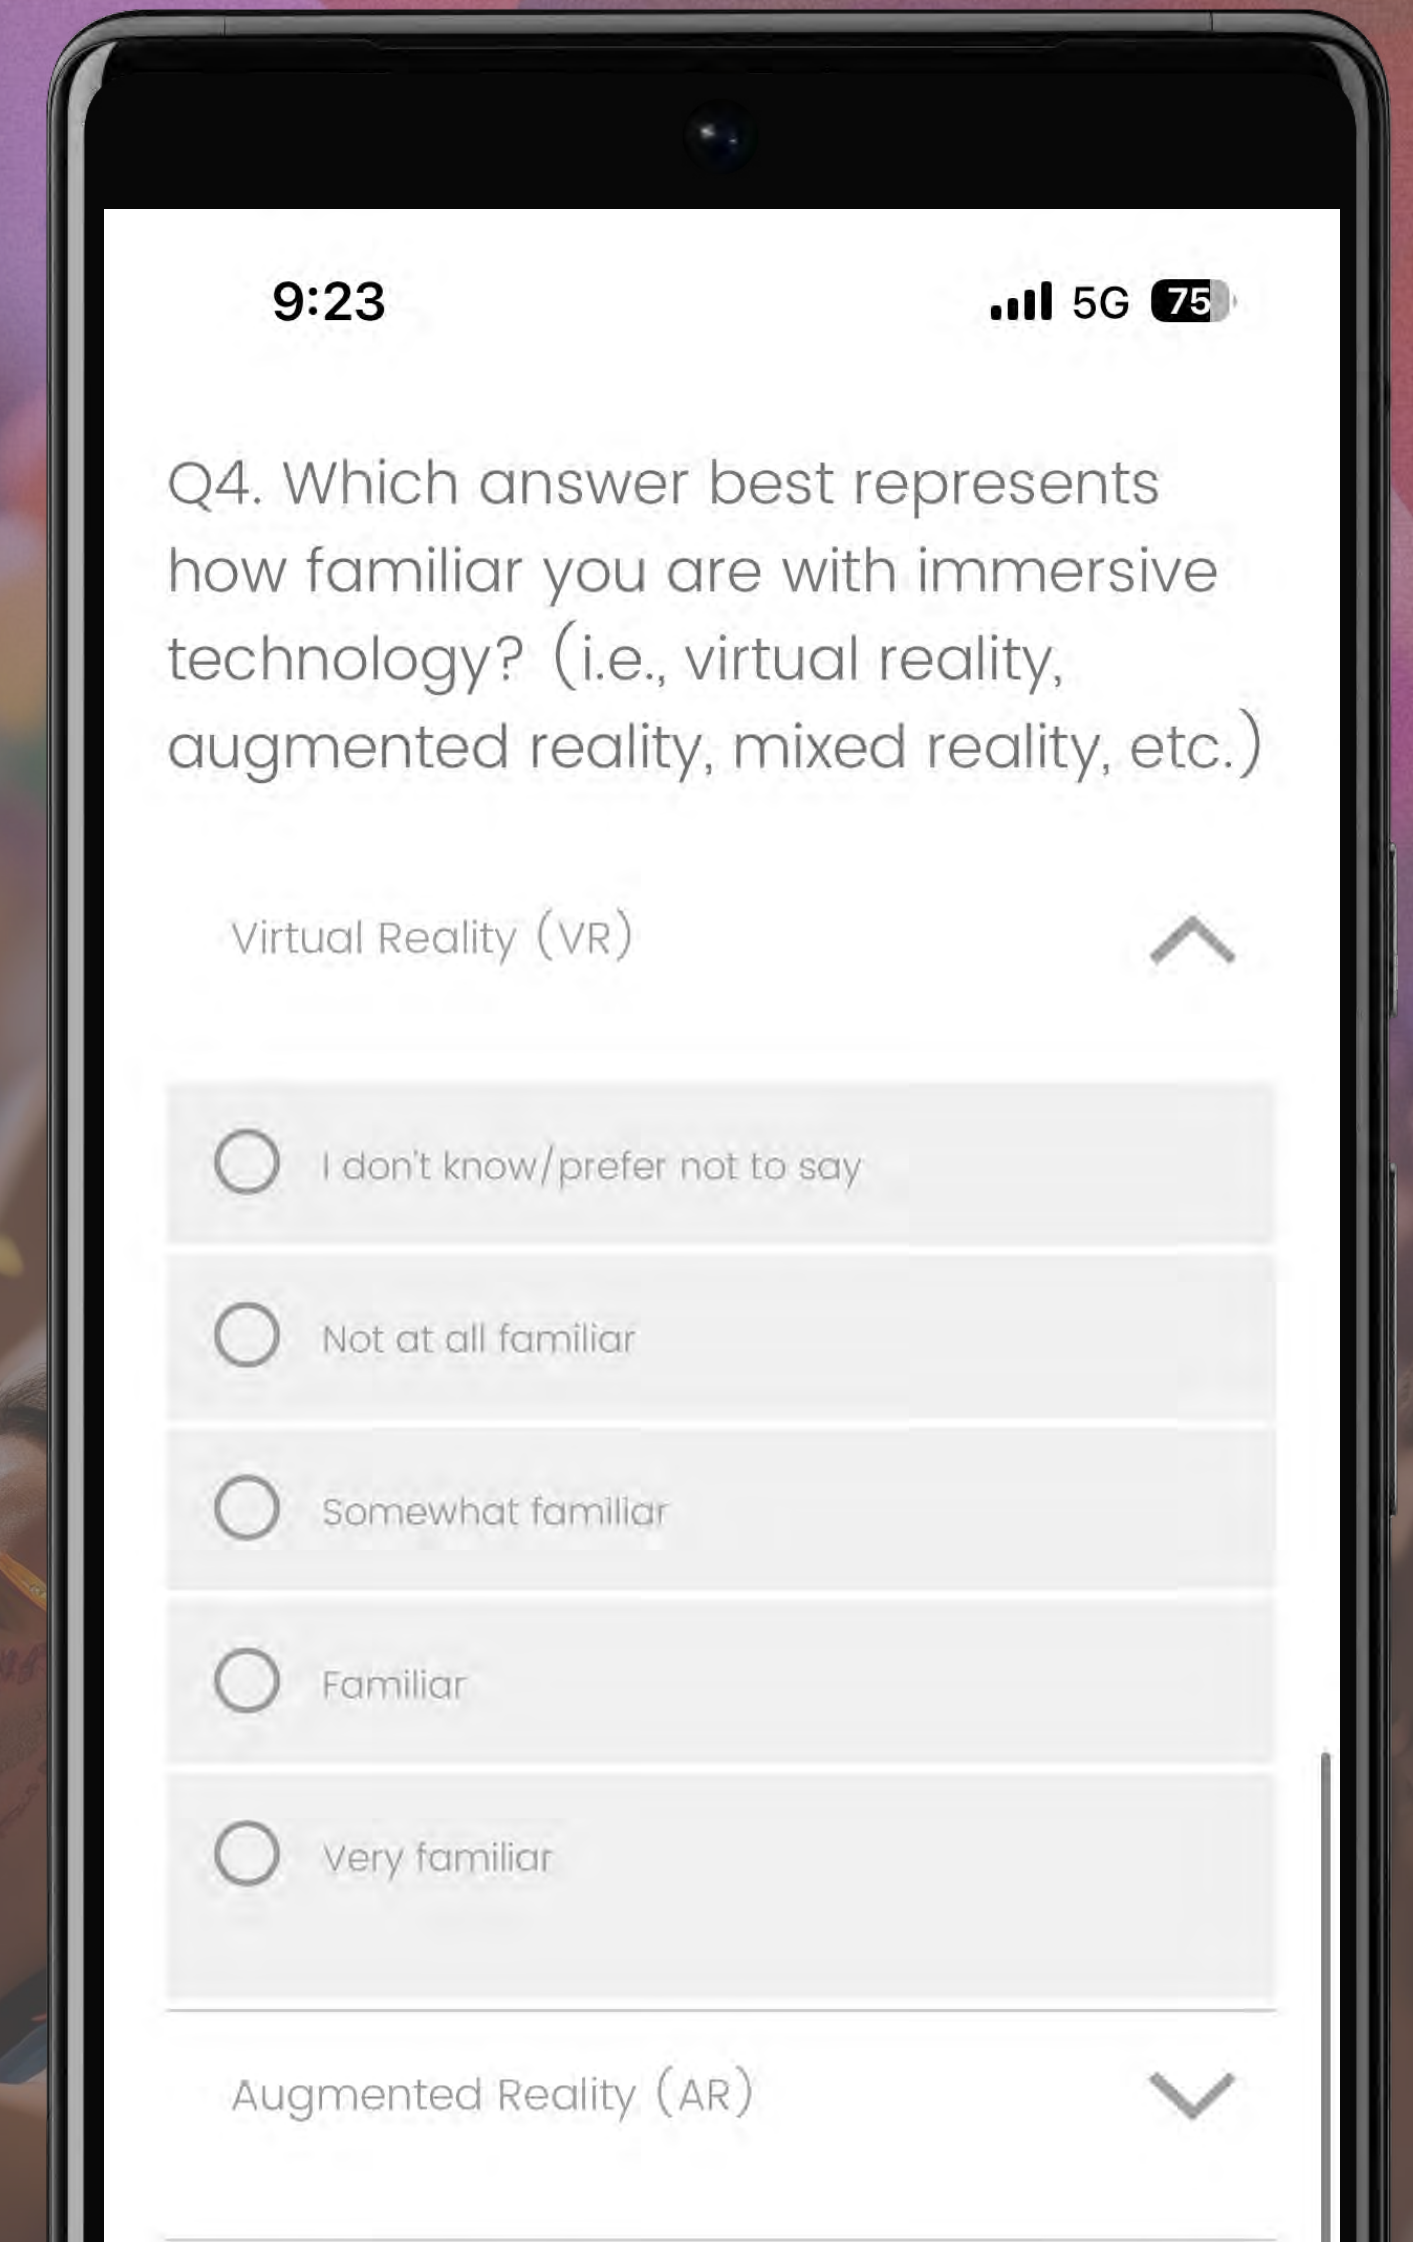 9:23
5G 75
Q4. Which answer best represents
how familiar you are with immersive
technology? (i.e., virtual reality,
augmented reality, mixed reality, etc.)
Virtual Reality (VR)
I don't know/prefer not to say
Not at all familiar
Somewhat familiar
Familiar
Very familiar
Augmented Reality (AR)